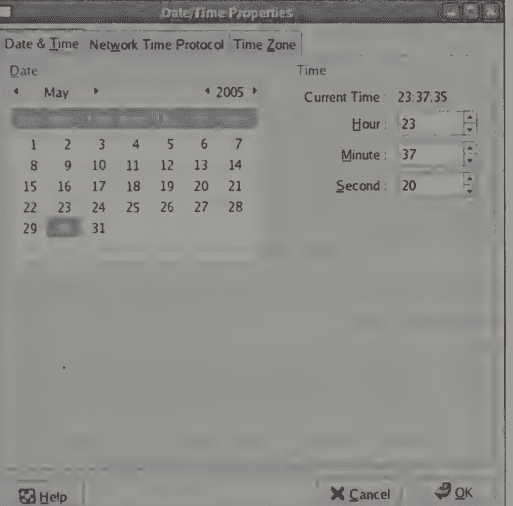 Date/Time Properties
Date & Time Network Time Protocol Time Zone
Date
May 2005
1 2 3 4 5 6 7
8 9 10 11 12 13 14
15 16 17 18 19 20 21
22 23 24 25 26 27 28
29 31
Time
Current Time : 23:37:35
Hour : 23
Minute : 37
Second : 20
Help Cancel OK